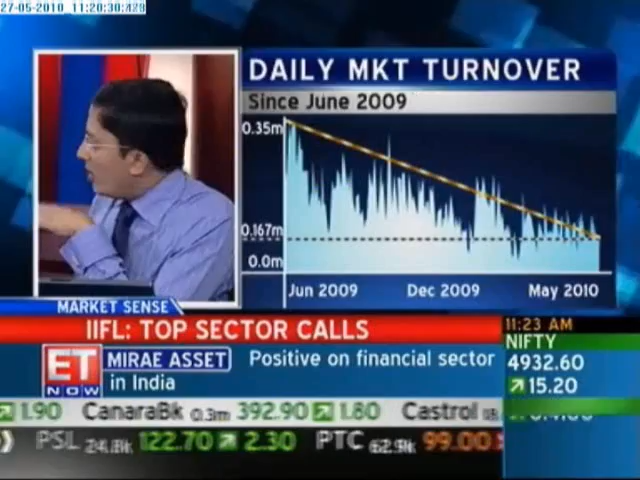 27-05-2010 11:20:30:428
DAILY MKT TURNOVER
Since June 2009
0.35m
0.167m
0.0m
Jun 2009 Dec 2009 May 2010
MARKET SENSE
IIFL: TOP SECTOR CALLS
11:23 AM
ET NOW
MIRAE ASSET Positive on financial sector
in India
NIFTY
4932.60
15.20
1.90 CanaraBk 0.3m 392.90 1.80 Castrol
PSL 24.8k 122.70 2.30 PTC 62.9k 99.00